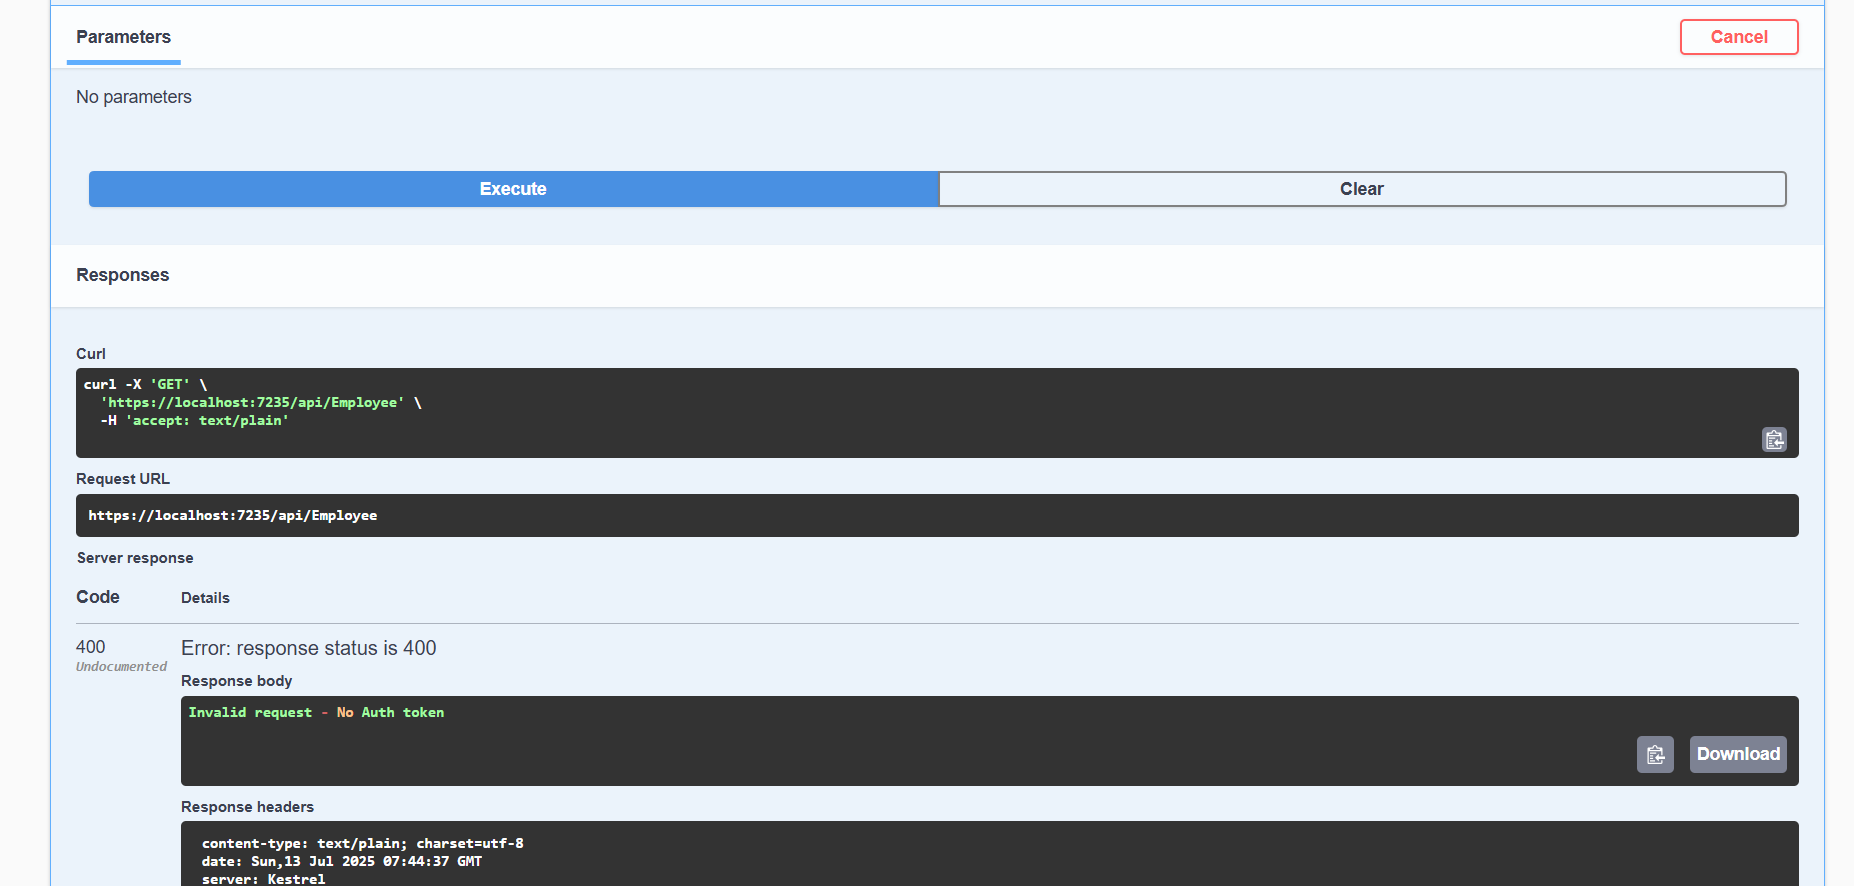 Parameters
Cancel
No parameters
Execute
Clear
Responses
Curl
curl -X 'GET' \
'https://localhost:7235/api/Employee' \
-H 'accept: text/plain'
Request URL
https://localhost:7235/api/Employee
Server response
Code
Details
400
Undocumented
Error: response status is 400
Response body
Invalid request - No Auth token
Download
Response headers
content-type: text/plain; charset=utf-8
date: Sun,13 Jul 2025 07:44:37 GMT
server: Kestrel